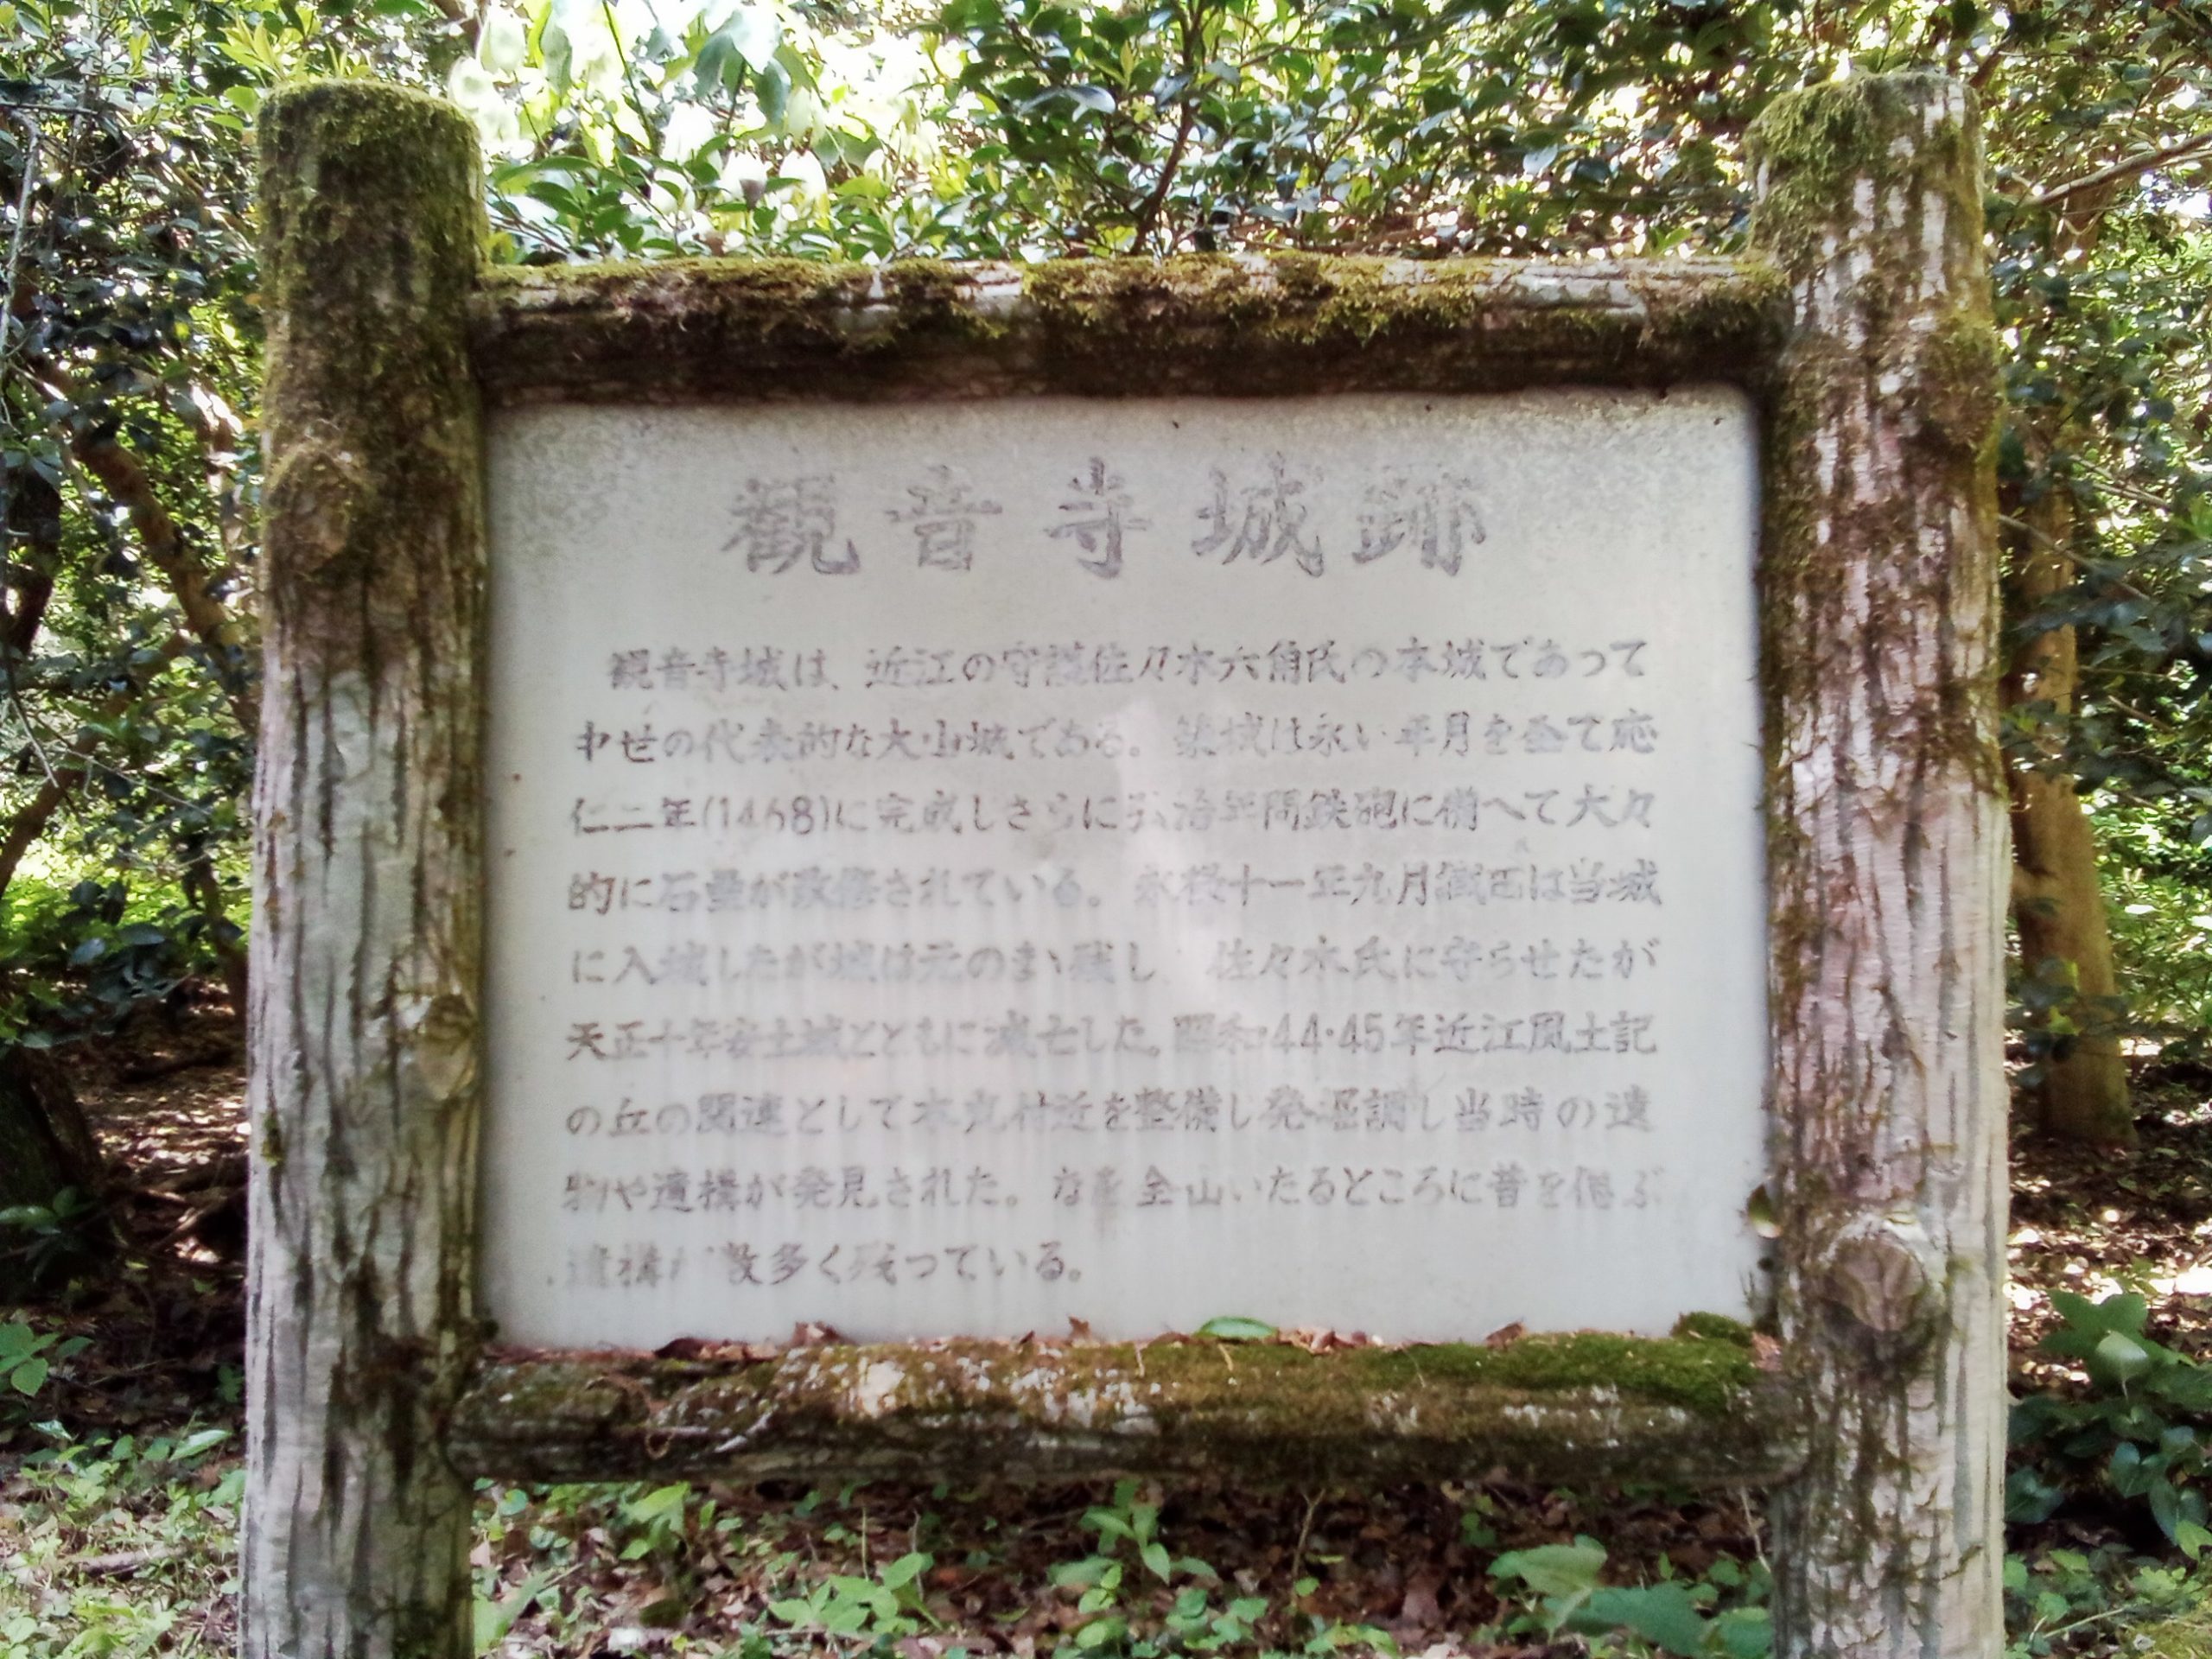 観音寺城跡
観音寺城は、近江の守護佐々木六角氏の本城であって
中世の代表的な大山城である。築城は永い年月を全て応
仁二年(1468)に完成しさらに弘治年間鉄砲に備へて大々
的に石塁が改修されている。永禄十一年九月織田は当城
に入城したが城は元のまゝ残し、佐々木氏に守らせたが
天正十年安土城とともに滅亡した。昭和・44・45年近江風土記
の丘の関連として本丸付近を整備し発掘調し当時の遺
物や遺構が発見された。なを全山いたるところに昔を偲ぶ
遺構が数多く残っている。